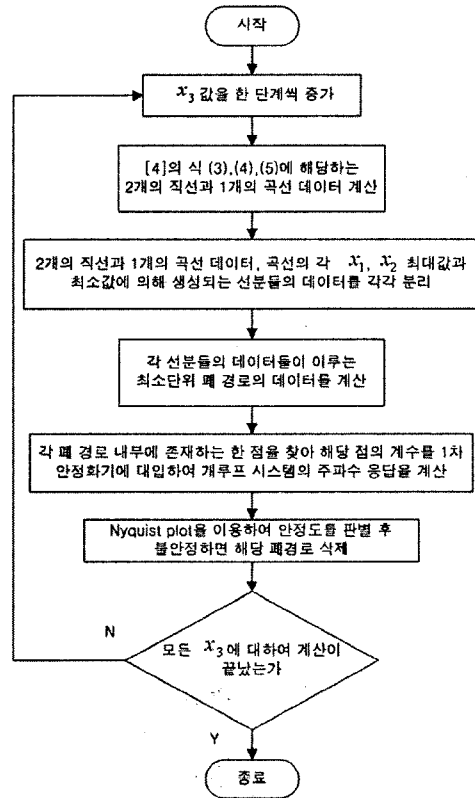 시작
x₃ 값을 한 단계씩 증가
[4]의 식 (3),(4),(5)에 해당하는
2개의 직선과 1개의 곡선 데이터 계산
2개의 직선과 1개의 곡선 데이터, 곡선의 각 x₁, x₂ 최대값과
최소값에 의해 생성되는 선분들의 데이터를 각각 분리
각 선분들의 데이터들이 이루는
최소단위 폐 경로의 데이터를 계산
각 폐 경로 내부에 존재하는 한 점을 찾아 해당 점의 계수를 1차
안정화기에 대입하여 개루프 시스템의 주파수 응답을 계산
Nyquist plot을 이용하여 안정도를 판별 후
불안정하면 해당 폐경로 삭제
N
모든 x₃에 대하여 계산이
끝났는가
Y
종료